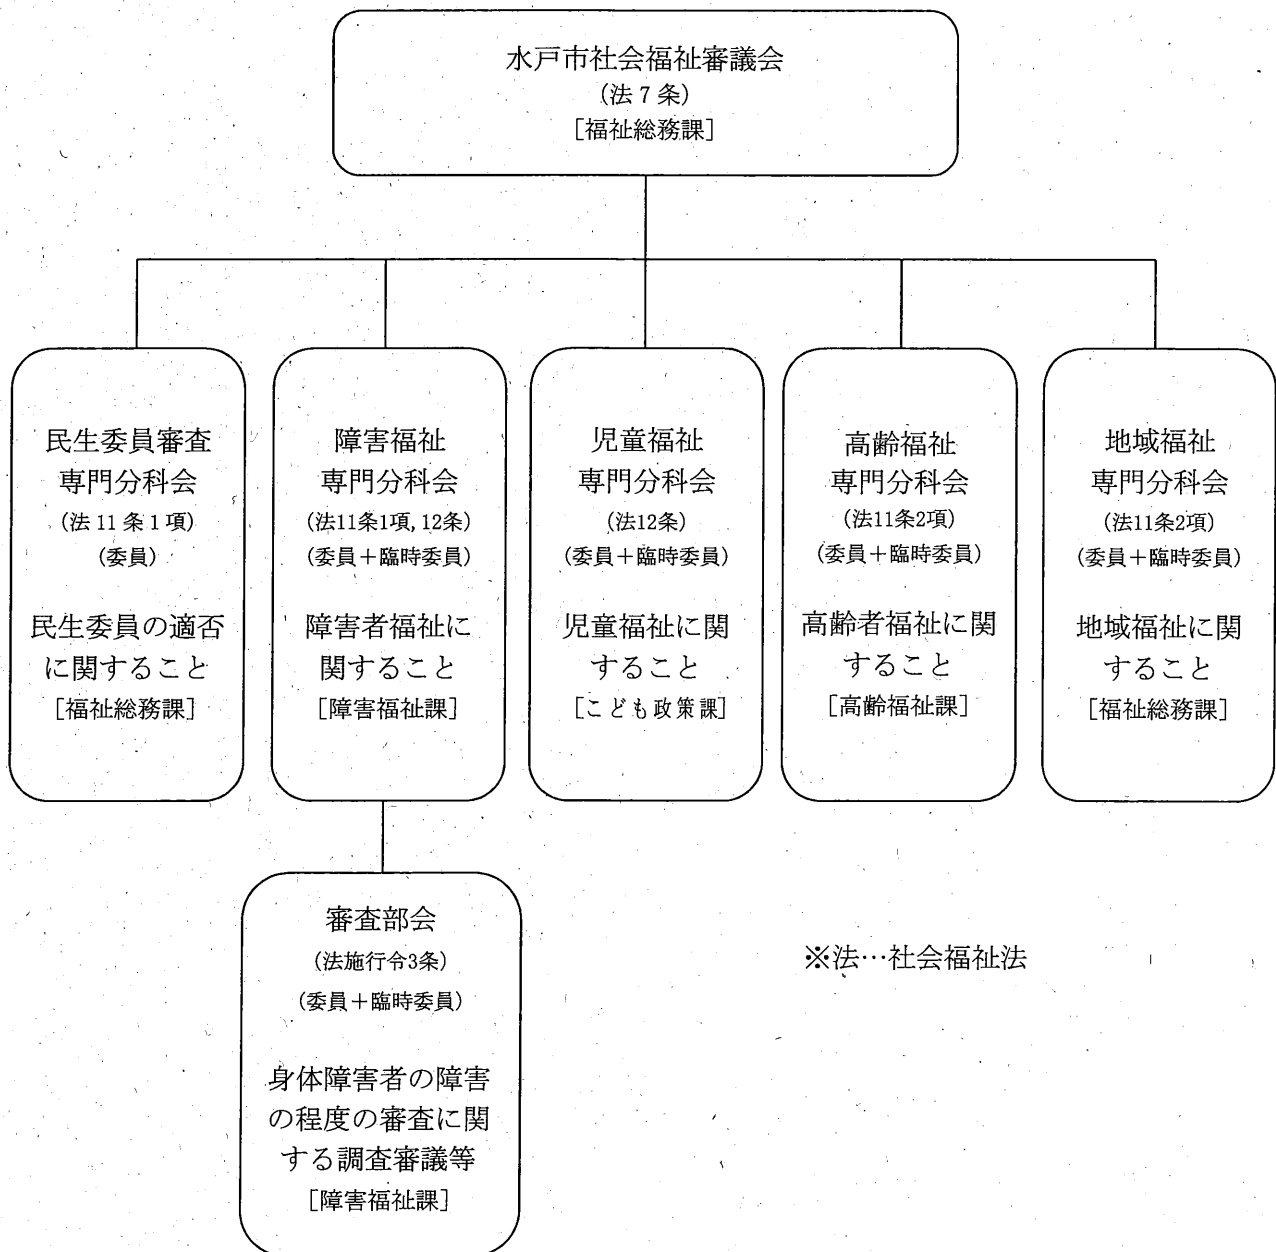 水戸市社会福祉審議会
(法7条)
[福祉総務課]
民生委員審査
専門分科会
(法11条1項)
(委員)
民生委員の適否
に関すること
[福祉総務課]
障害福祉
専門分科会
(法11条1項,12条)
(委員＋臨時委員)
障害者福祉に
関すること
[障害福祉課]
児童福祉
専門分科会
(法12条)
(委員＋臨時委員)
児童福祉に関
すること
[こども政策課]
高齢福祉
専門分科会
(法11条2項)
(委員＋臨時委員)
高齢者福祉に関
すること
[高齢福祉課]
地域福祉
専門分科会
(法11条2項)
(委員＋臨時委員)
地域福祉に関
すること
[福祉総務課]
審査部会
(法施行令3条)
(委員＋臨時委員)
身体障害者の障害
の程度の審査に関
する調査審議等
[障害福祉課]
※法…社会福祉法